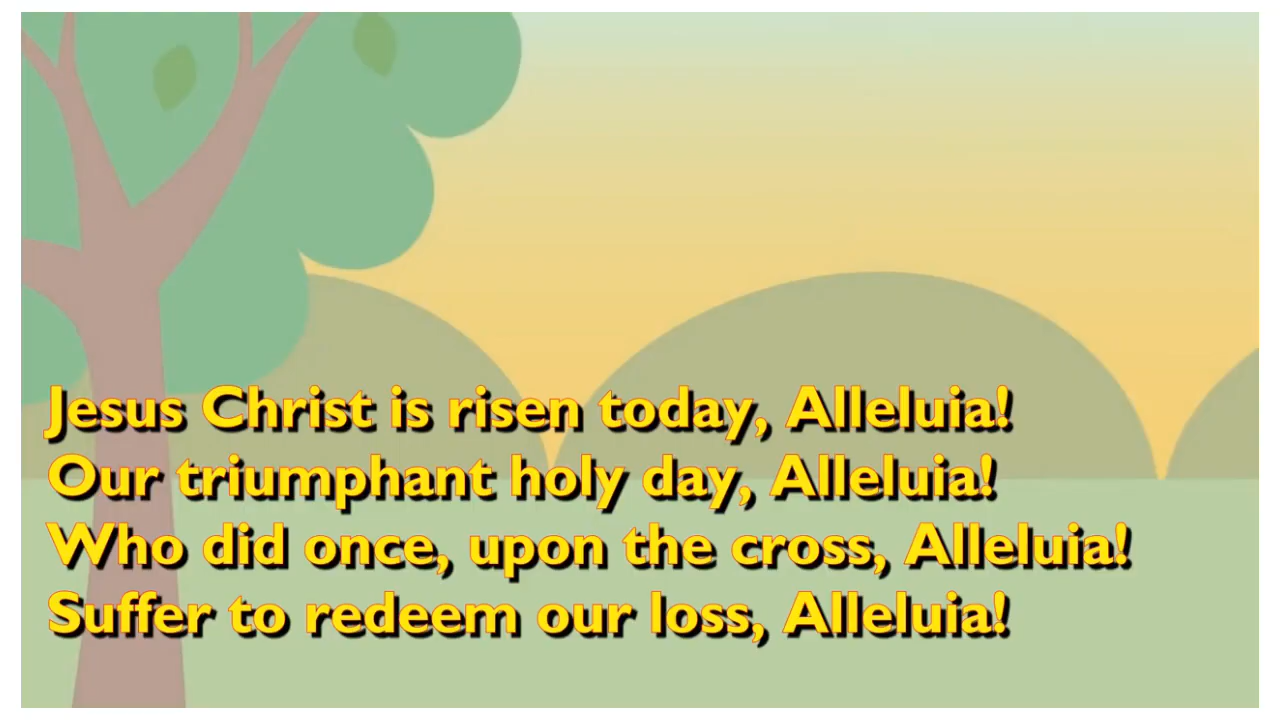 Jesus Christ is risen today, Alleluia!
Our triumphant holy day, Alleluia!
Who did once, upon the cross, Alleluia!
Suffer to redeem our loss, Alleluia!